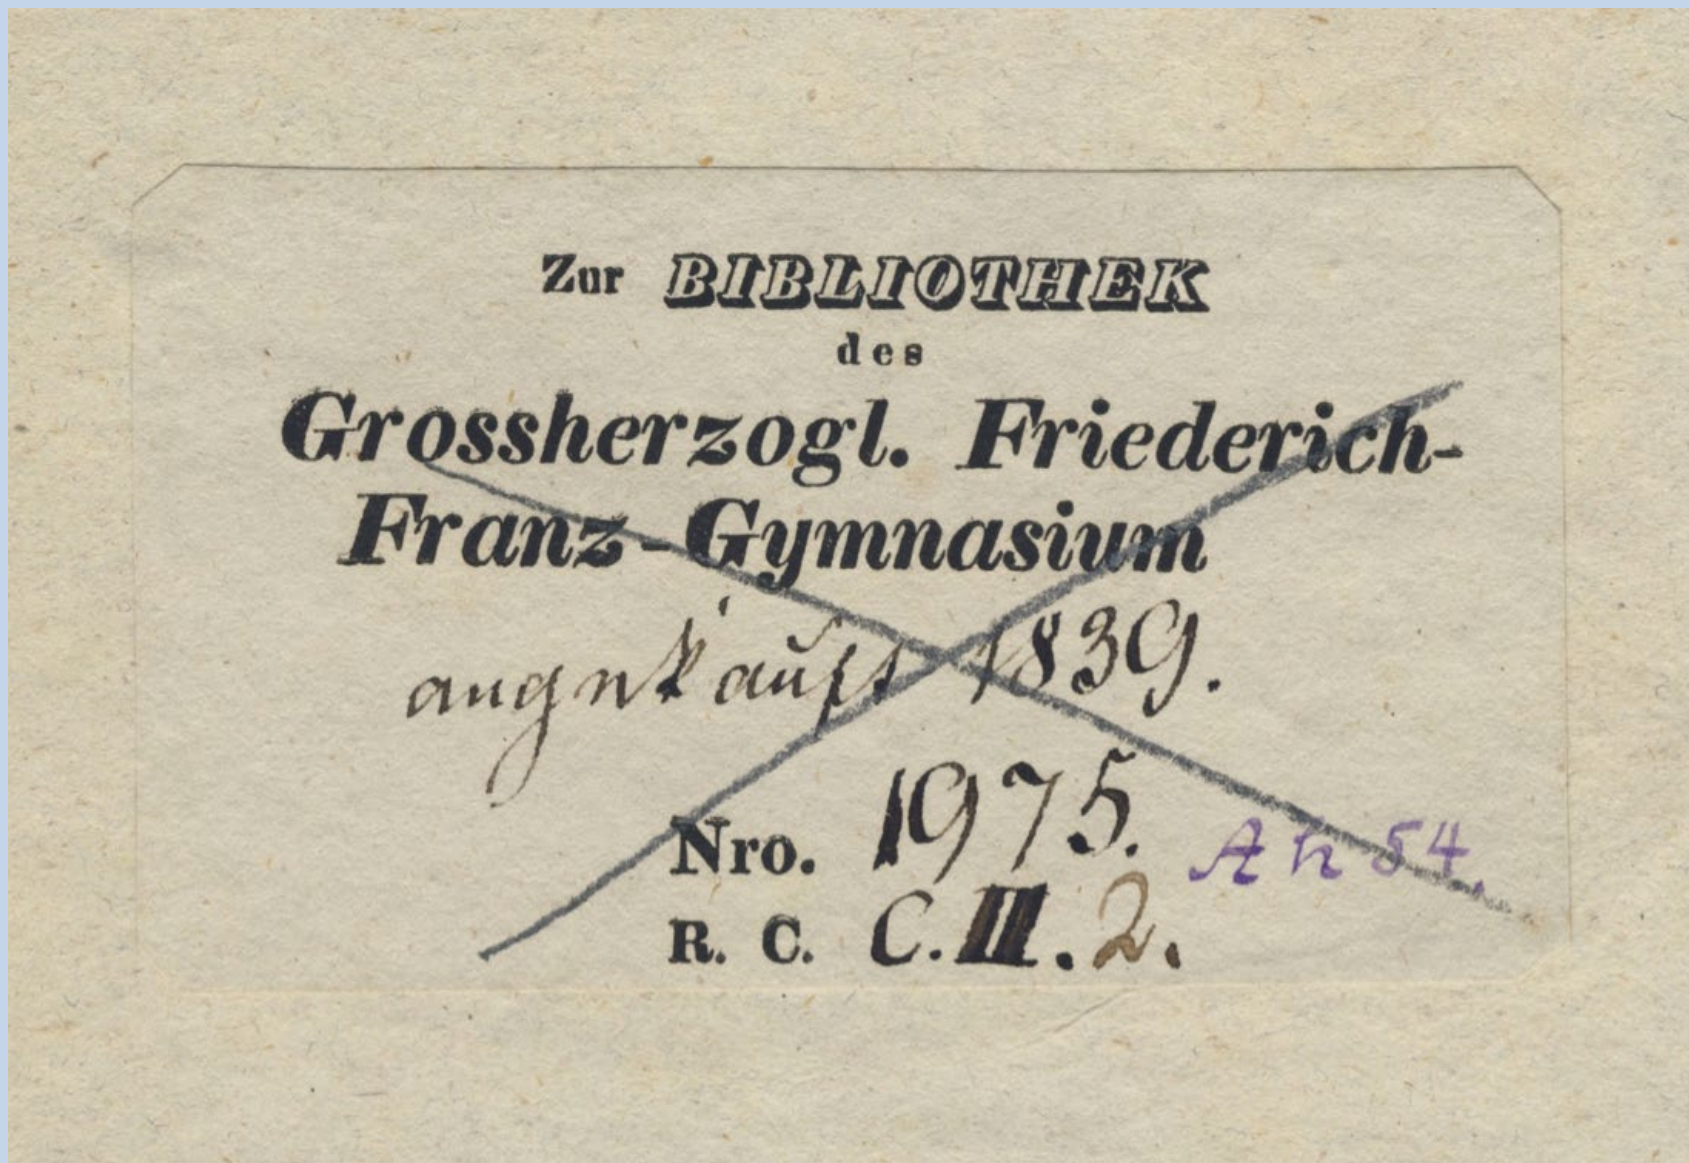 Zur BIBLIOTHEK
des
Grossherzogl. Friederich-
Franz-Gymnasium
angekauft 1839.
Nro. 1975. Ah 54.
R. C. C. III. 2.